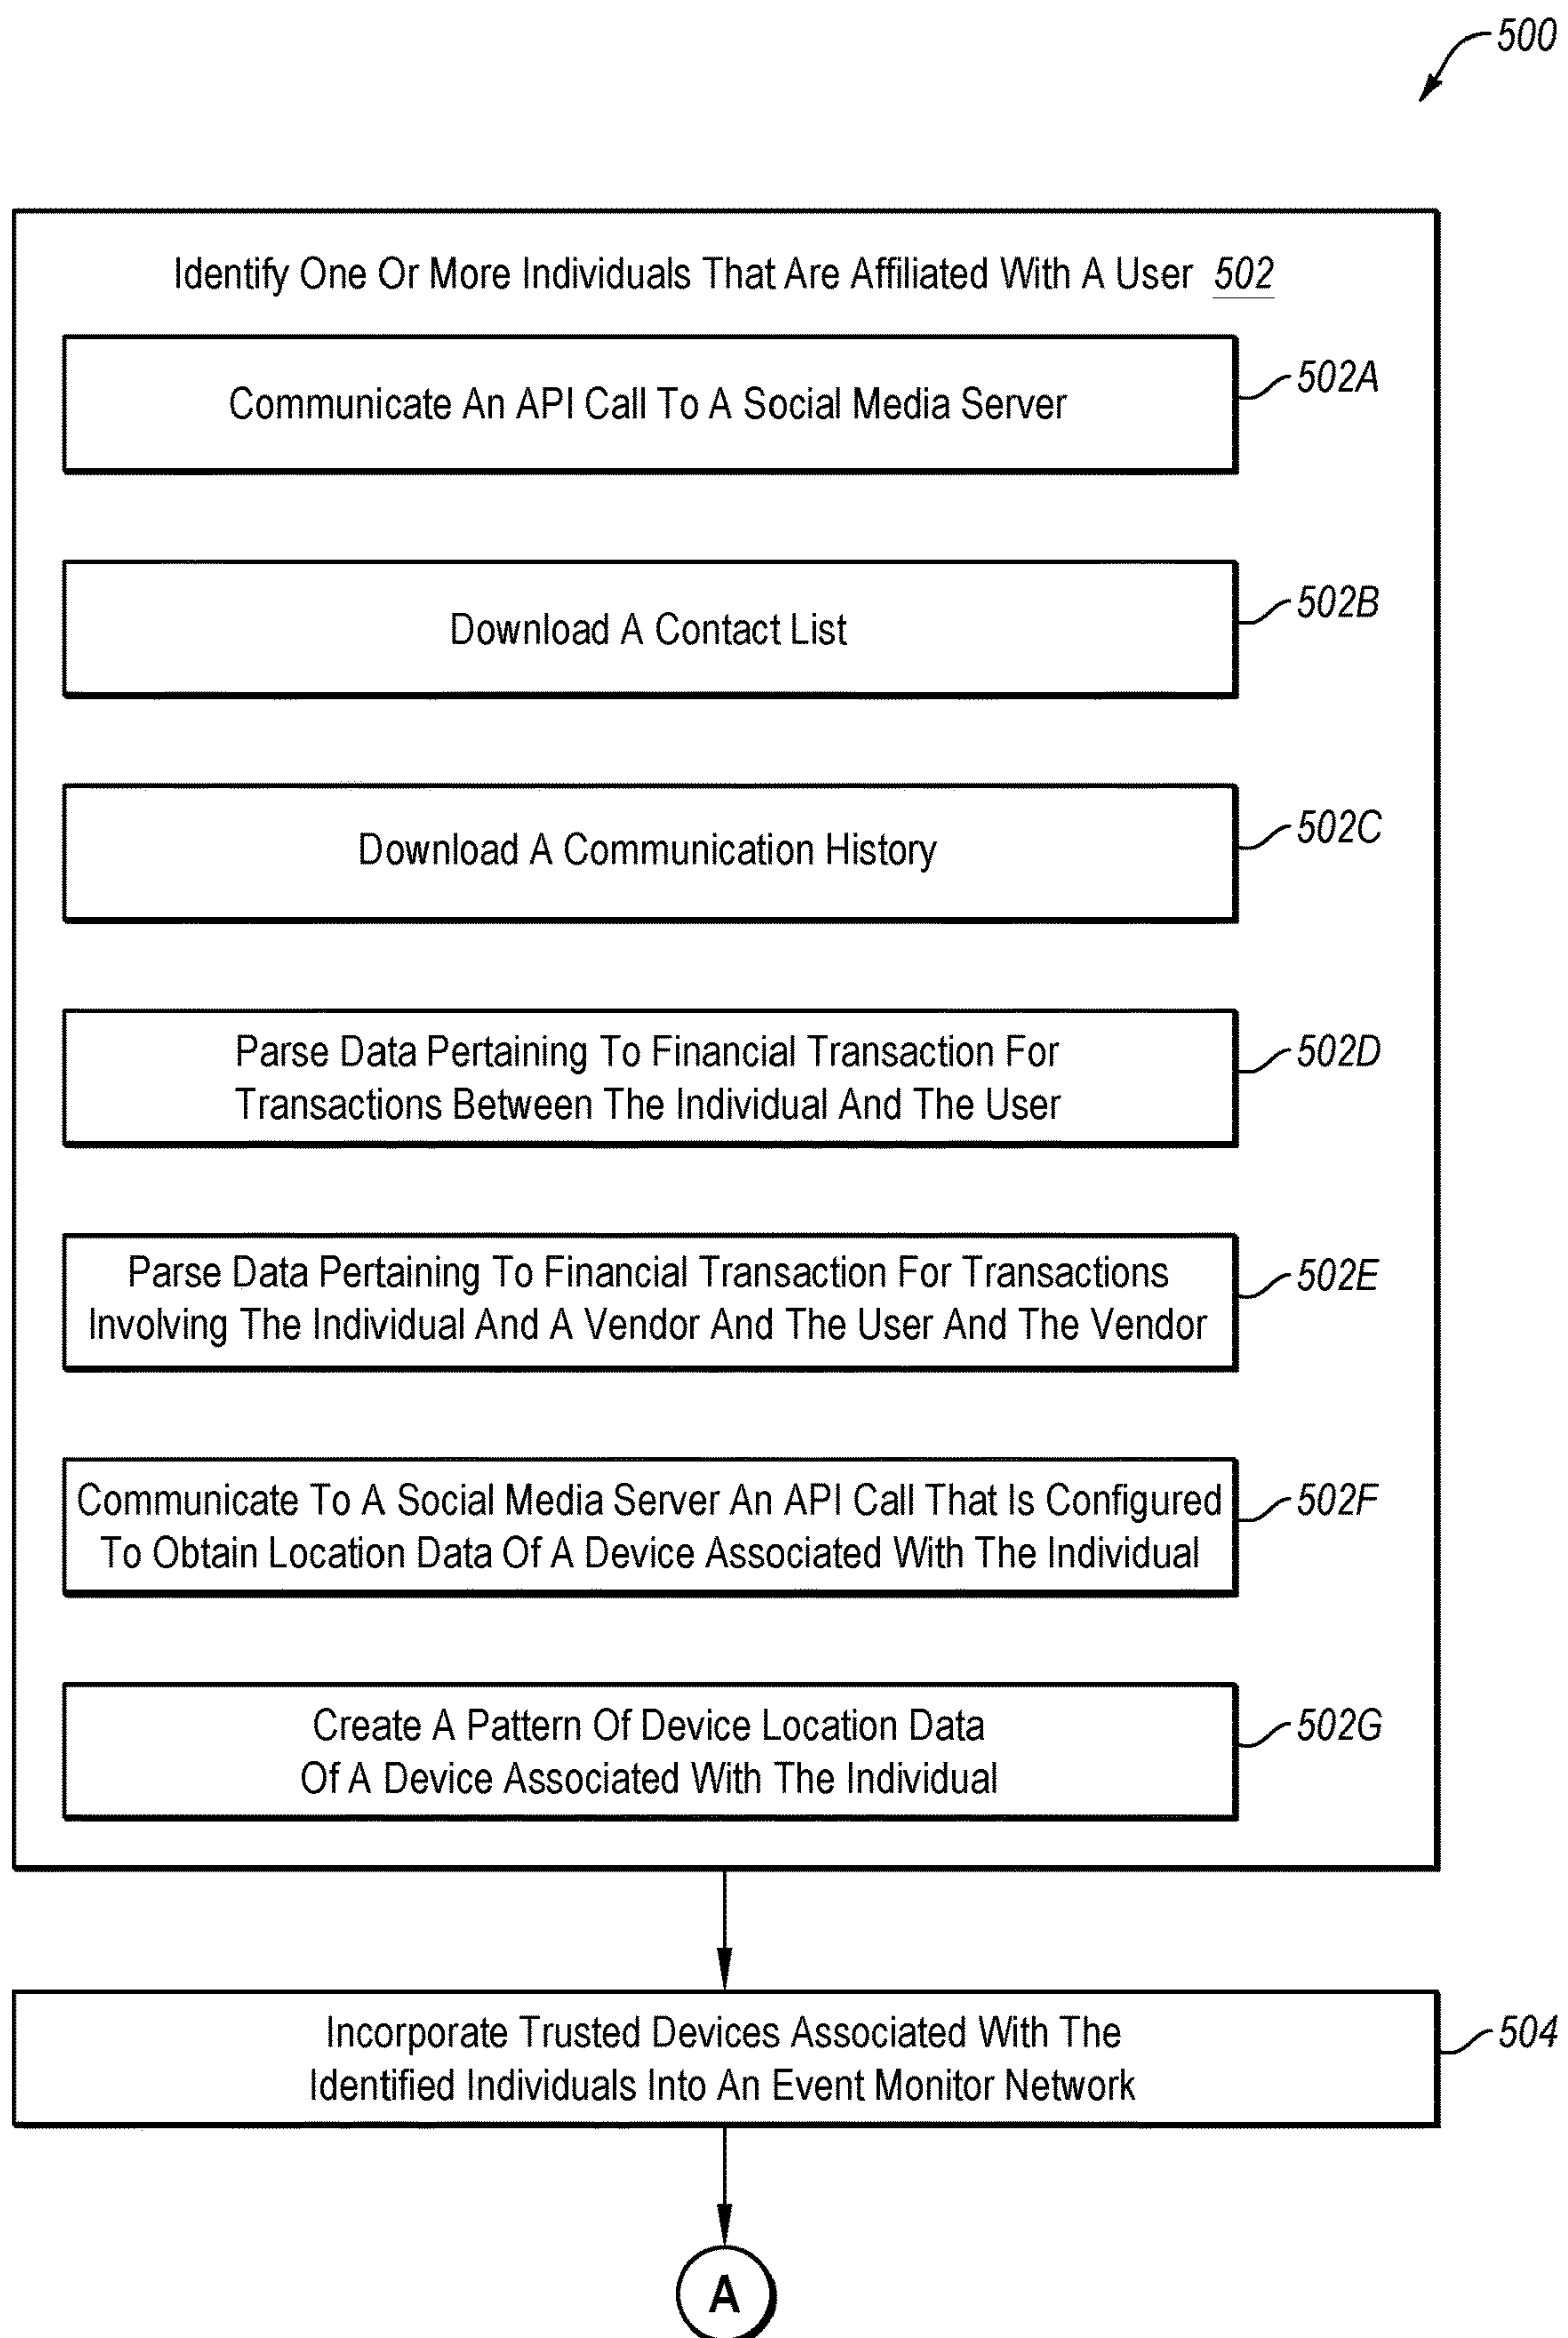 500
Identify One Or More Individuals That Are Affiliated With A User 502
Communicate An API Call To A Social Media Server
502A
Download A Contact List
502B
Download A Communication History
502C
Parse Data Pertaining To Financial Transaction For
Transactions Between The Individual And The User
502D
Parse Data Pertaining To Financial Transaction For Transactions
Involving The Individual And A Vendor And The User And The Vendor
502E
Communicate To A Social Media Server An API Call That Is Configured
To Obtain Location Data Of A Device Associated With The Individual
502F
Create A Pattern Of Device Location Data
Of A Device Associated With The Individual
502G
Incorporate Trusted Devices Associated With The
Identified Individuals Into An Event Monitor Network
504
A